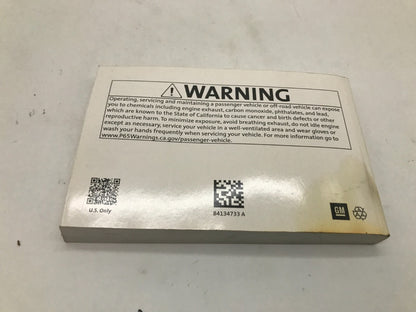 WARNING
Operating, servicing and maintaining a passenger vehicle or off-road vehicle can expose
you to chemicals including engine exhaust, carbon monoxide, phthalates, and lead,
which are known to the State of California to cause cancer and birth defects or other
reproductive harm. To minimize exposure, avoid breathing exhaust, do not idle engine
except as necessary, service your vehicle in a well-ventilated area and wear gloves or
wash your hands frequently when servicing your vehicle. For more information go to
www.P65Warnings.ca.gov/passenger-vehicle.
U.S. Only
84134733 A
GM